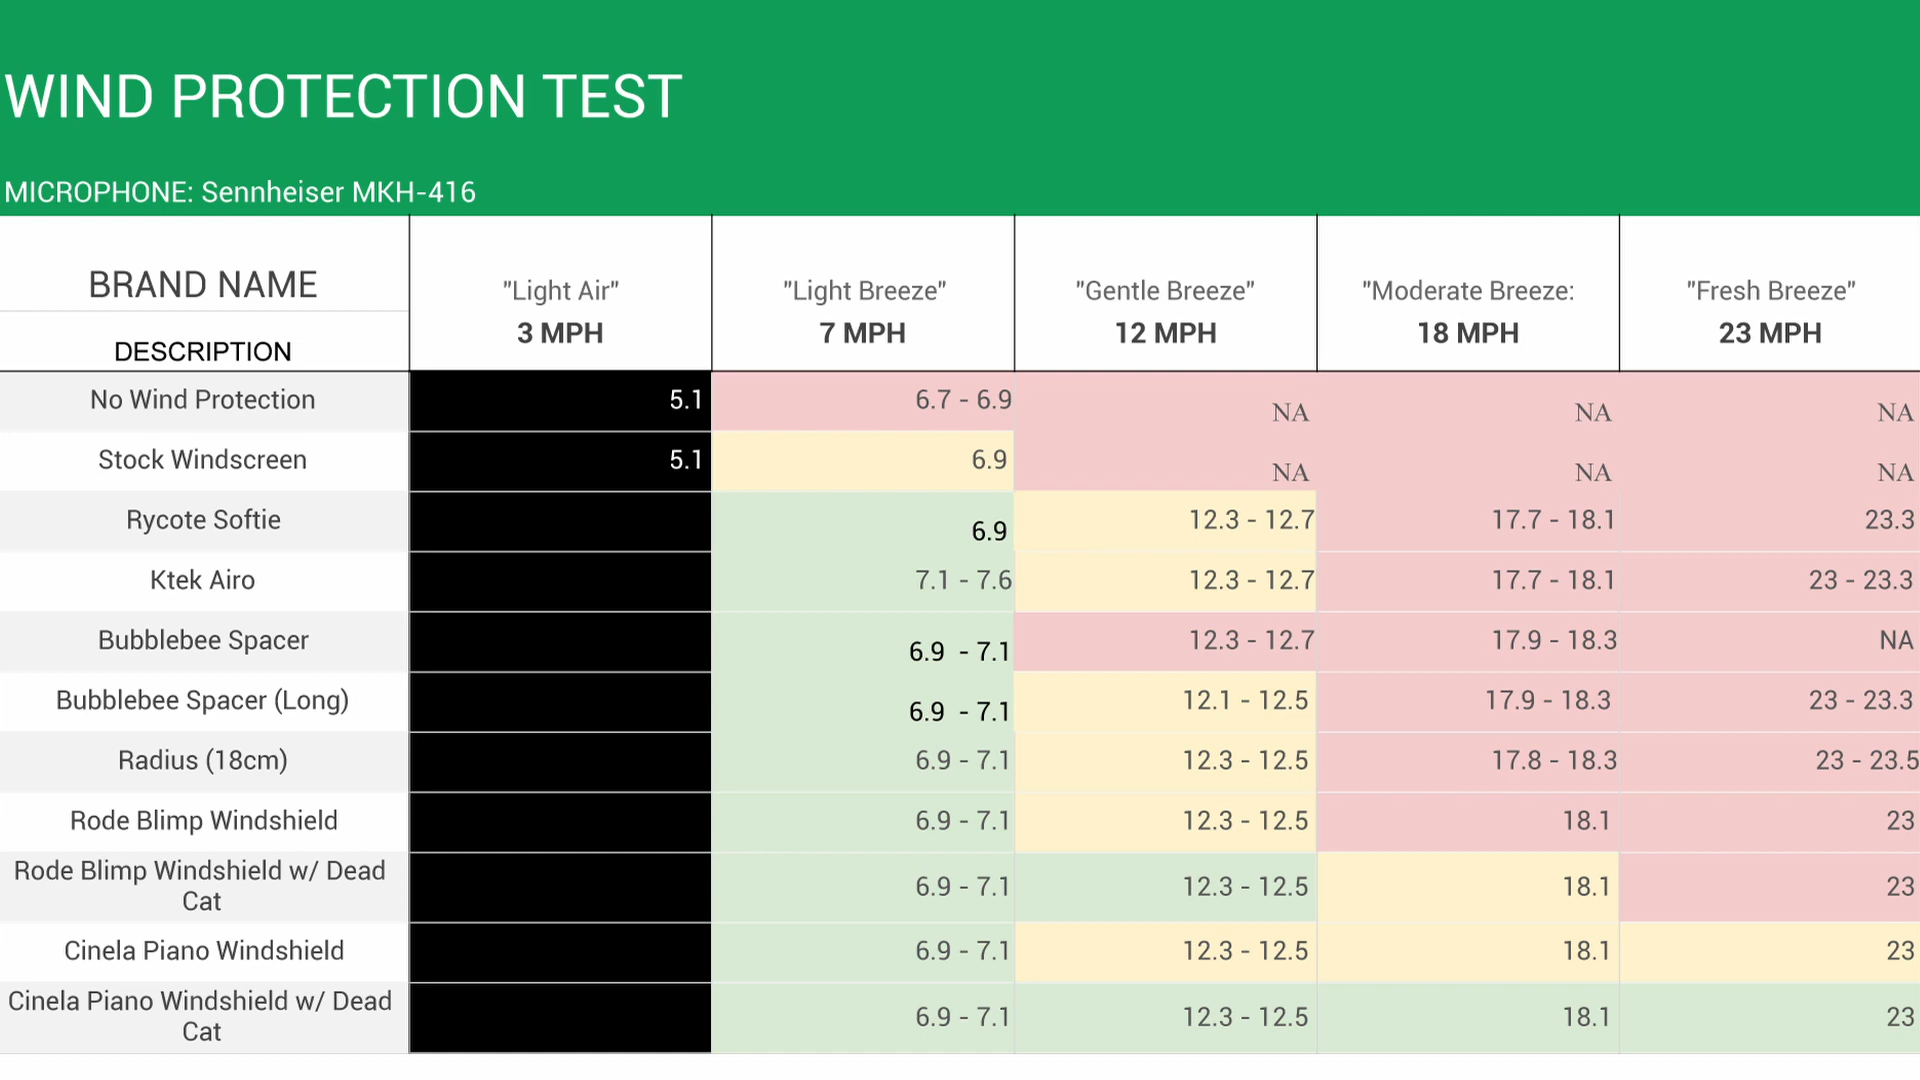 WIND PROTECTION TEST
MICROPHONE: Sennheiser MKH-416
BRAND NAME
DESCRIPTION
"Light Air"
3 MPH
"Light Breeze"
7 MPH
"Gentle Breeze"
12 MPH
"Moderate Breeze:
18 MPH
"Fresh Breeze"
23 MPH
No Wind Protection 5.1 6.7 - 6.9 NA NA NA
Stock Windscreen 5.1 6.9 NA NA NA
Rycote Softie 6.9 12.3 - 12.7 17.7 - 18.1 23.3
Ktek Airo 7.1 - 7.6 12.3 - 12.7 17.7 - 18.1 23 - 23.3
Bubblebee Spacer 6.9 - 7.1 12.3 - 12.7 17.9 - 18.3 NA
Bubblebee Spacer (Long) 6.9 - 7.1 12.1 - 12.5 17.9 - 18.3 23 - 23.3
Radius (18cm) 6.9 - 7.1 12.3 - 12.5 17.8 - 18.3 23 - 23.5
Rode Blimp Windshield 6.9 - 7.1 12.3 - 12.5 18.1 23
Rode Blimp Windshield w/ Dead
Cat
6.9 - 7.1 12.3 - 12.5 18.1 23
Cinela Piano Windshield 6.9 - 7.1 12.3 - 12.5 18.1 23
Cinela Piano Windshield w/ Dead
Cat
6.9 - 7.1 12.3 - 12.5 18.1 23